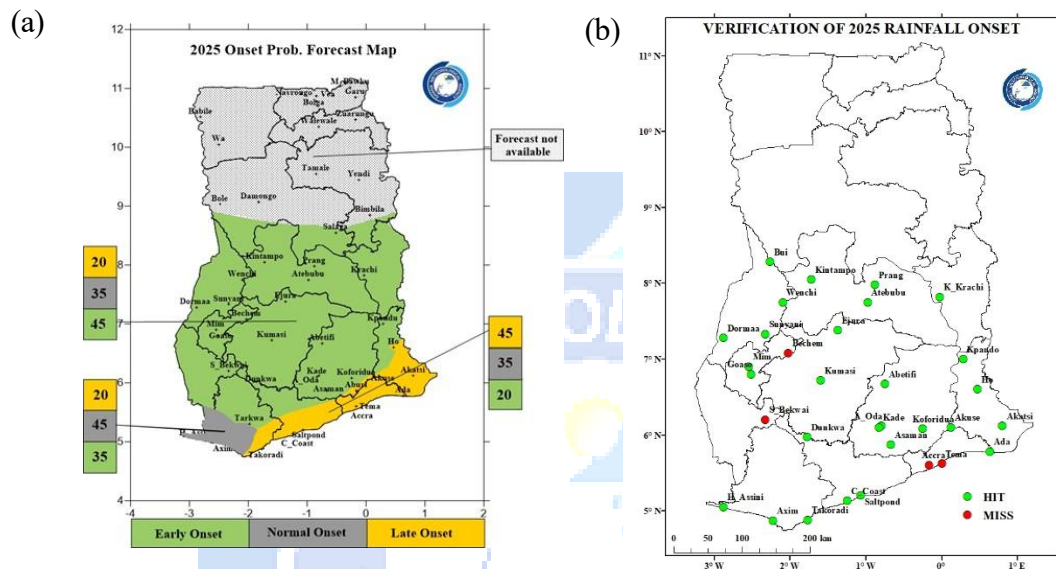 (a)
2025 Onset Prob. Forecast Map
12
11
10
9
8
7
6
5
4
-4
-3
-2
-1
0
1
2
Navrongo
Bolga
Garu
Zuarungu
Walewale
Babile
Wa
Tamale
Yendi
Damongo
Bole
Bimbila
Salaga
Kintampo
Prang
Wenchi
Atebubu
Krachi
Dormaa
Sunyani
Ejura
Bechem
Mim
Goaso
Kumasi
Abetifi
Kpandu
Ho
S_Bekwai
Dunkwa
Kade
A_Oda
Koforidua
Akuse
Akatsi
Asaman
Abusi
Ada
Tema
Accra
Tarkwa
Saltpond
C_Coast
Axim
Takoradi
Forecast not
available
20
35
45
20
45
35
45
35
20
Early Onset
Normal Onset
Late Onset
(b)
VERIFICATION OF 2025 RAINFALL ONSET
11° N
10° N
9° N
8° N
7° N
6° N
5° N
Bui
Kintampo
Prang
K_Krachi
Wenchi
Atebubu
Dormaa
Sunyani
Ejura
Bechem
Mim
Goaso
Kumasi
Abetifi
Kpando
Ho
S_Bekwai
Dunkwa
A_Oda
Kade
Koforidua
Akuse
Akatsi
Asaman
Ada
Accra
Tema
C_Coast
Saltpond
H_Assini
Axim
Takoradi
HIT
MISS
0
50
100
200 km
3° W
2° W
1° W
0°
1° E